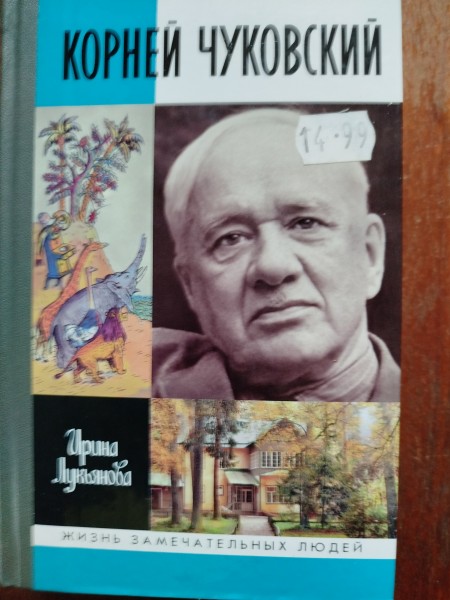 КОРНЕЙ ЧУКОВСКИЙ
14.99
Ирина
Лукьянова
ЖИЗНЬ ЗАМЕЧАТЕЛЬНЫХ ЛЮДЕЙ